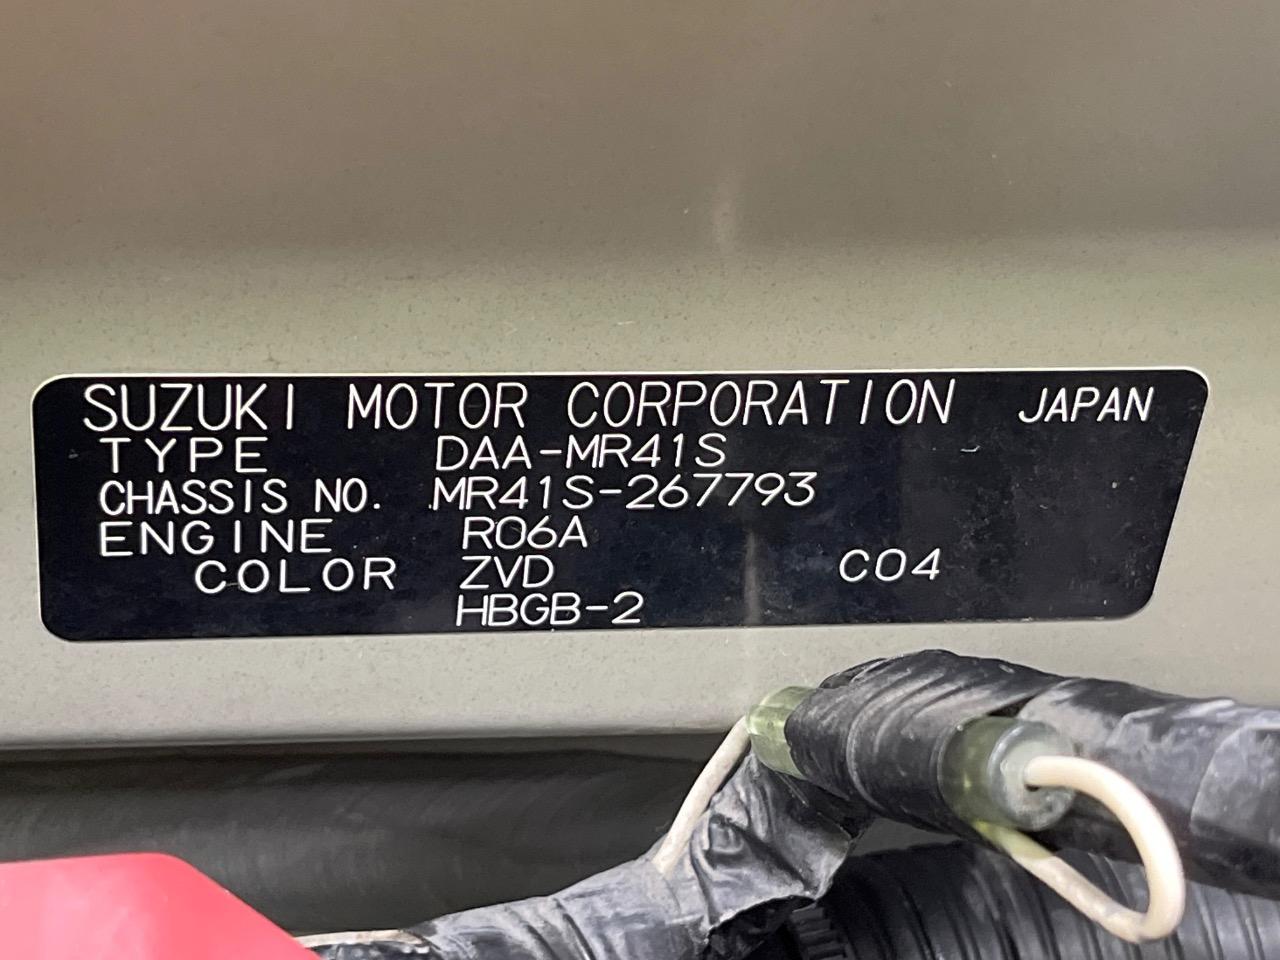 SUZUKI MOTOR CORPORATION JAPAN
TYPE DAA-MR41S
CHASSIS NO. MR41S-267793
ENGINE R06A
COLOR ZVD C04
HBGB-2